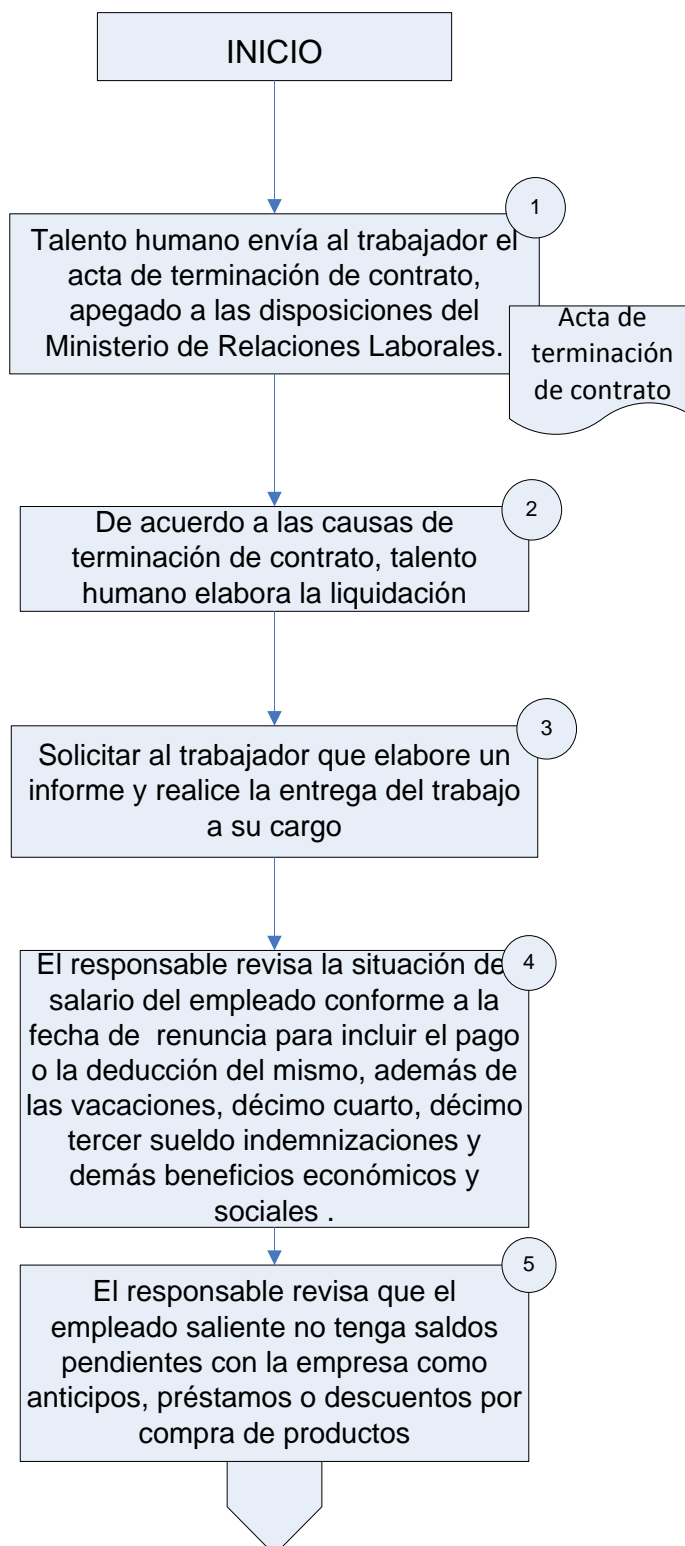 INICIO
1
Talento humano envía al trabajador el
acta de terminación de contrato,
apegado a las disposiciones del
Ministerio de Relaciones Laborales.
Acta de
terminación
de contrato
2
De acuerdo a las causas de
terminación de contrato, talento
humano elabora la liquidación
3
Solicitar al trabajador que elabore un
informe y realice la entrega del trabajo
a su cargo
4
El responsable revisa la situación del
salario del empleado conforme a la
fecha de  renuncia para incluir el pago
o la deducción del mismo, además de
las vacaciones, décimo cuarto, décimo
tercer sueldo indemnizaciones y
demás beneficios económicos y
sociales .
5
El responsable revisa que el
empleado saliente no tenga saldos
pendientes con la empresa como
anticipos, préstamos o descuentos por
compra de productos